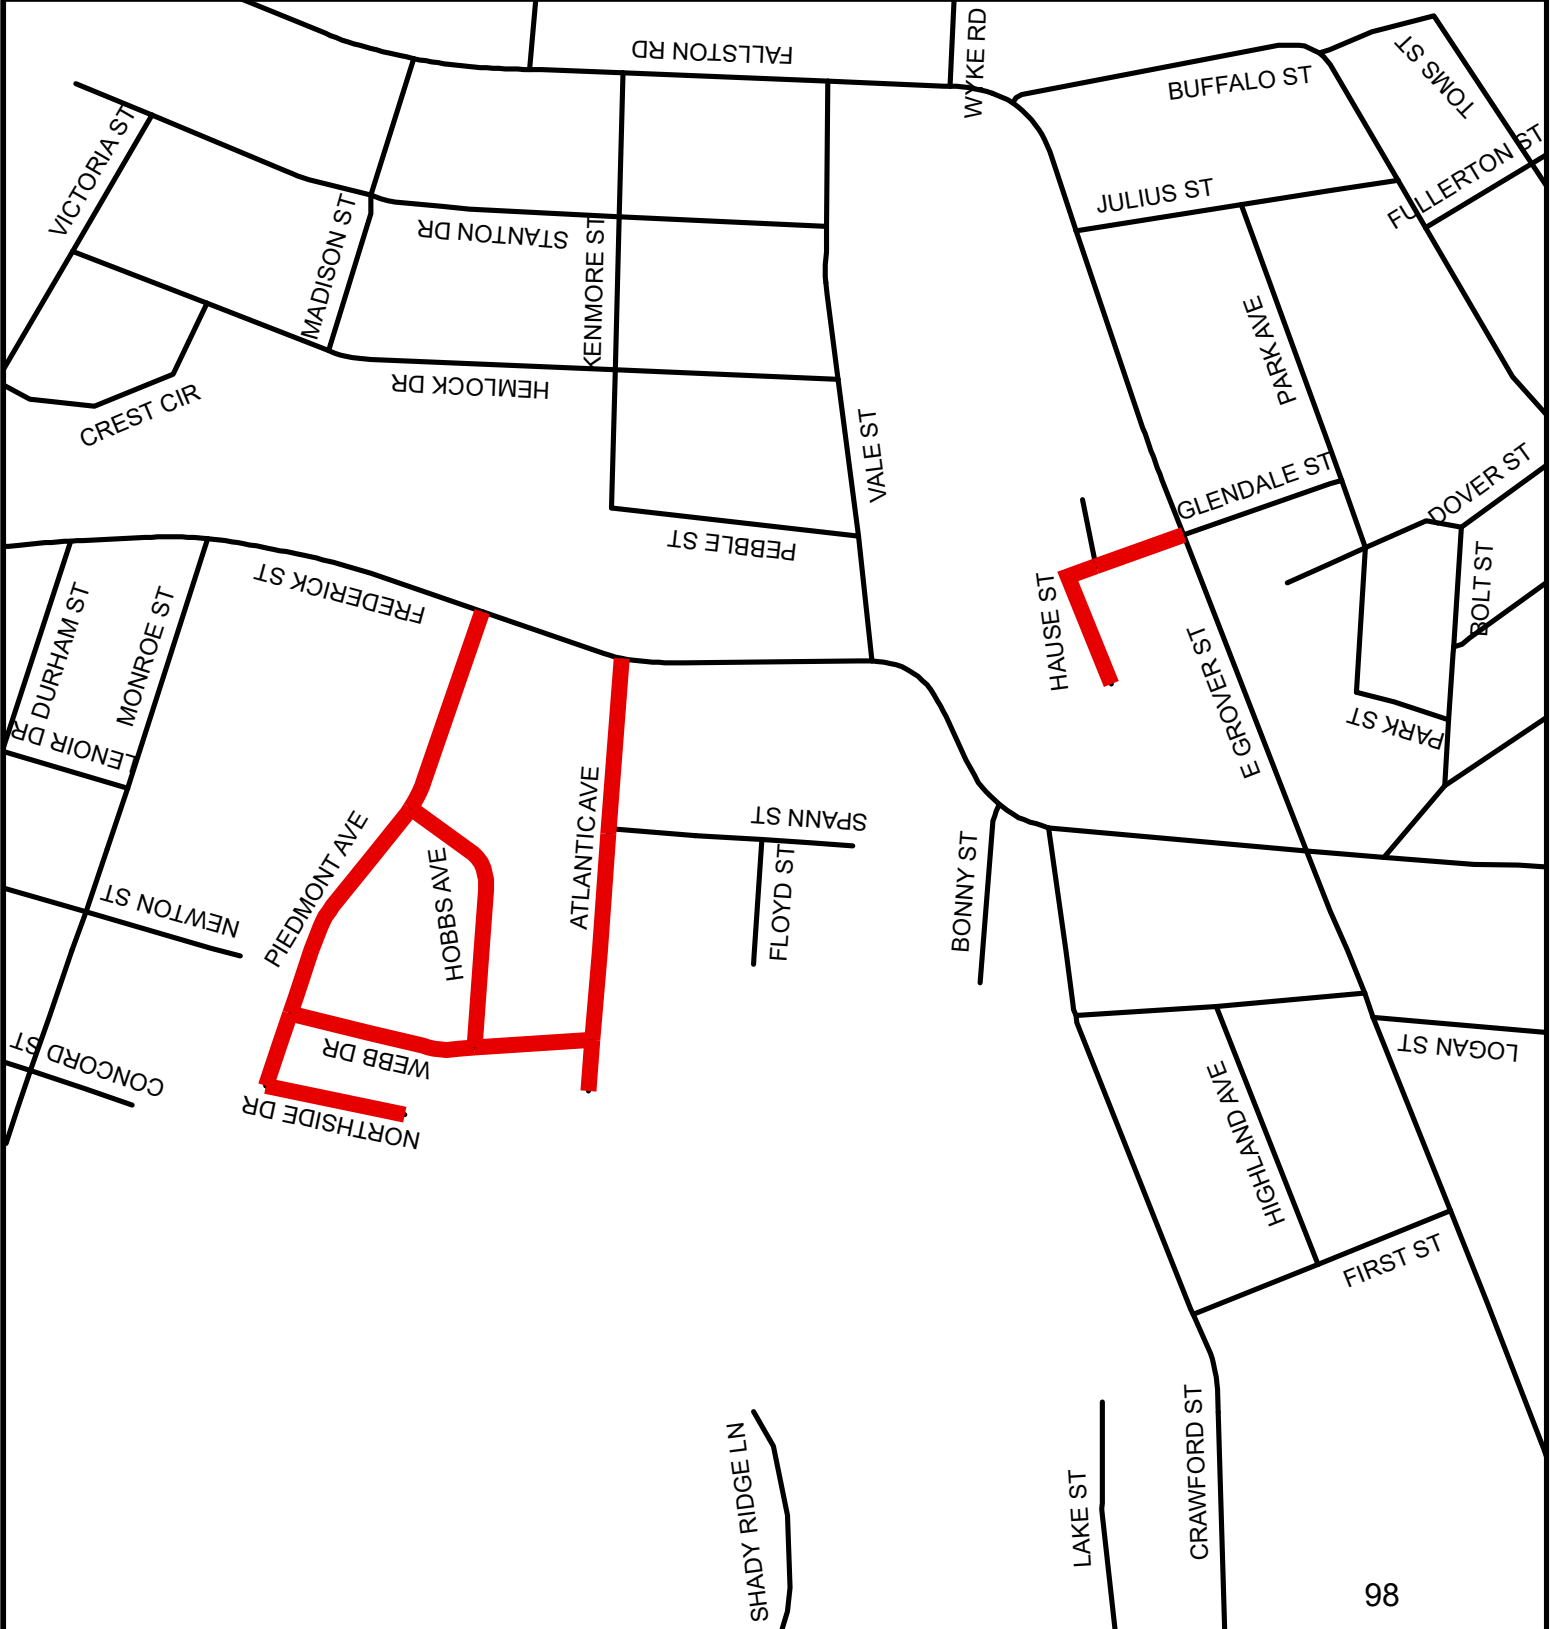 FALLSTON RD
WYKE RD
TOMS ST
BUFFALO ST
FULLERTON ST
VICTORIA ST
JULIUS ST
MADISON ST
STANTON DR
KENMORE ST
PARK AVE
HEMLOCK DR
CREST CIR
VALE ST
GLENDALE ST
DOVER ST
PEBBLE ST
FREDERICK ST
BOLT ST
HAUSE ST
DURHAM ST
MONROE ST
E GROVER ST
PARK ST
LENOIR DR
SPANN ST
ATLANTIC AVE
PIEDMONT AVE
HOBBS AVE
FLOYD ST
BONNY ST
NEWTON ST
WEBB DR
LOGAN ST
CONCORD ST
NORTHSIDE DR
HIGHLAND AVE
FIRST ST
SHADY RIDGE LN
LAKE ST
CRAWFORD ST
98